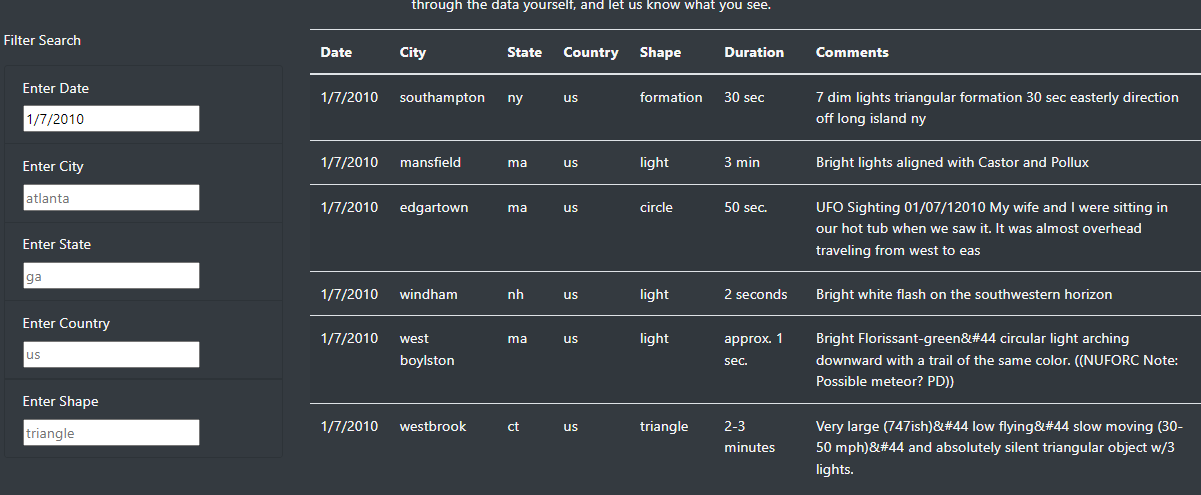 through the data yourself, and let us know what you see.
Filter Search
Enter Date
1/7/2010
Enter City
atlanta
Enter State
ga
Enter Country
us
Enter Shape
triangle
Date City State Country Shape Duration Comments
1/7/2010 southampton ny us formation 30 sec 7 dim lights triangular formation 30 sec easterly direction
off long island ny
1/7/2010 mansfield ma us light 3 min Bright lights aligned with Castor and Pollux
1/7/2010 edgartown ma us circle 50 sec. UFO Sighting 01/07/12010 My wife and I were sitting in
our hot tub when we saw it. It was almost overhead
traveling from west to eas
1/7/2010 windham nh us light 2 seconds Bright white flash on the southwestern horizon
1/7/2010 west ma us light approx. 1 Bright Florissant-green&#44 circular light arching
boylston sec. downward with a trail of the same color. ((NUFORC Note:
Possible meteor? PD))
1/7/2010 westbrook ct us triangle 2-3 Very large (747ish)&#44 low flying&#44 slow moving (30-
minutes 50 mph)&#44 and absolutely silent triangular object w/3
lights.